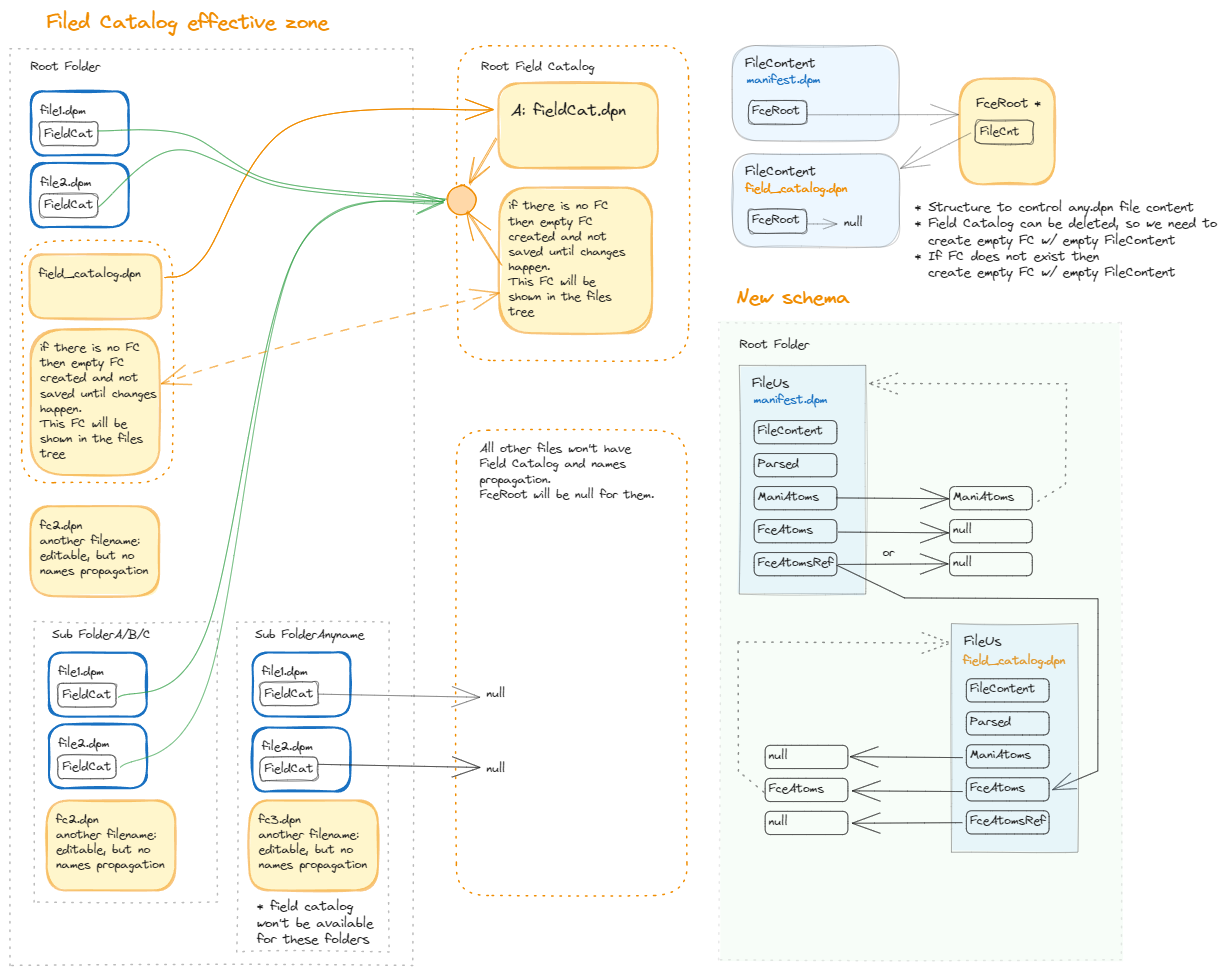 Filed Catalog effective zone
Root Folder
file1.dpm
FieldCat
file2.dpm
FieldCat
field_catalog.dpn
if there is no FC
then empty FC
created and not
saved until changes
happen.
This FC will be
shown in the files
tree
fc2.dpn
another filename:
editable, but no
names propagation
Sub FolderA/B/C
file1.dpm
FieldCat
file2.dpm
FieldCat
fc2.dpn
another filename:
editable, but no
names propagation
Sub FolderAnyname
file1.dpm
FieldCat
file2.dpm
FieldCat
fc3.dpn
another filename:
editable, but no
names propagation
* field catalog
won't be available
for these folders
Root Field Catalog
A: fieldCat.dpn
if there is no FC
then empty FC
created and not
saved until changes
happen.
This FC will be
shown in the files
tree
All other files won't have
Field Catalog and names
propagation.
FceRoot will be null for them.
null
null
FileContent
manifest.dpm
FceRoot
FceRoot *
FileCnt
FileContent
field_catalog.dpn
FceRoot
null
* Structure to control any.dpn file content
* Field Catalog can be deleted, so we need to
create empty FC w/ empty FileContent
* If FC does not exist then
create empty FC w/ empty FileContent
New schema
Root Folder
FileUs
manifest.dpm
FileContent
Parsed
ManiAtoms
ManiAtoms
FceAtoms
null
or
FceAtomsRef
null
FileUs
field_catalog.dpn
FileContent
Parsed
null
ManiAtoms
FceAtoms
FceAtoms
null
FceAtomsRef